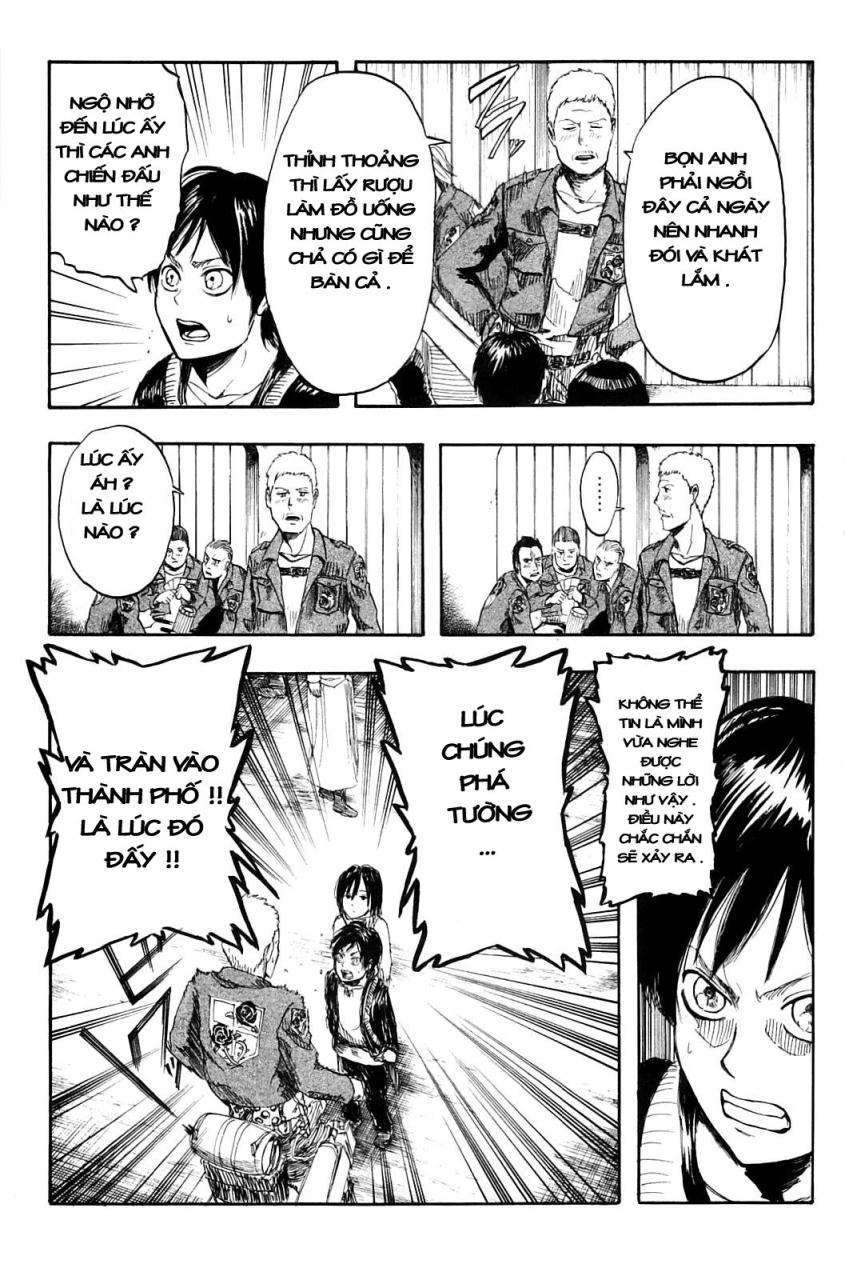 BỌN ANH
PHẢI NGỒI
ĐÂY CẢ NGÀY
NÊN NHANH
ĐÓI VÀ KHÁT
LẮM .
THỈNH THOẢNG
THÌ LẤY RƯỢU
LÀM ĐỒ UỐNG
NHƯNG CŨNG
CHẢ CÓ GÌ ĐỂ
BÀN CẢ .
NGỘ NHỠ
ĐẾN LÚC ẤY
THÌ CÁC ANH
CHIẾN ĐẤU
NHƯ THẾ
NÀO ?
......
LÚC ẤY
ÁH ?
LÀ LÚC
NÀO ?
KHÔNG THỂ
TIN LÀ MÌNH
VỪA NGHE
ĐƯỢC
NHỮNG LỜI
NHƯ VẬY .
ĐIỀU NÀY
CHẮC CHẮN
SẼ XẢY RA .
LÚC
CHÚNG
PHÁ
TƯỜNG
...
VÀ TRÀN VÀO
THÀNH PHỐ !!
LÀ LÚC ĐÓ
ĐẤY !!